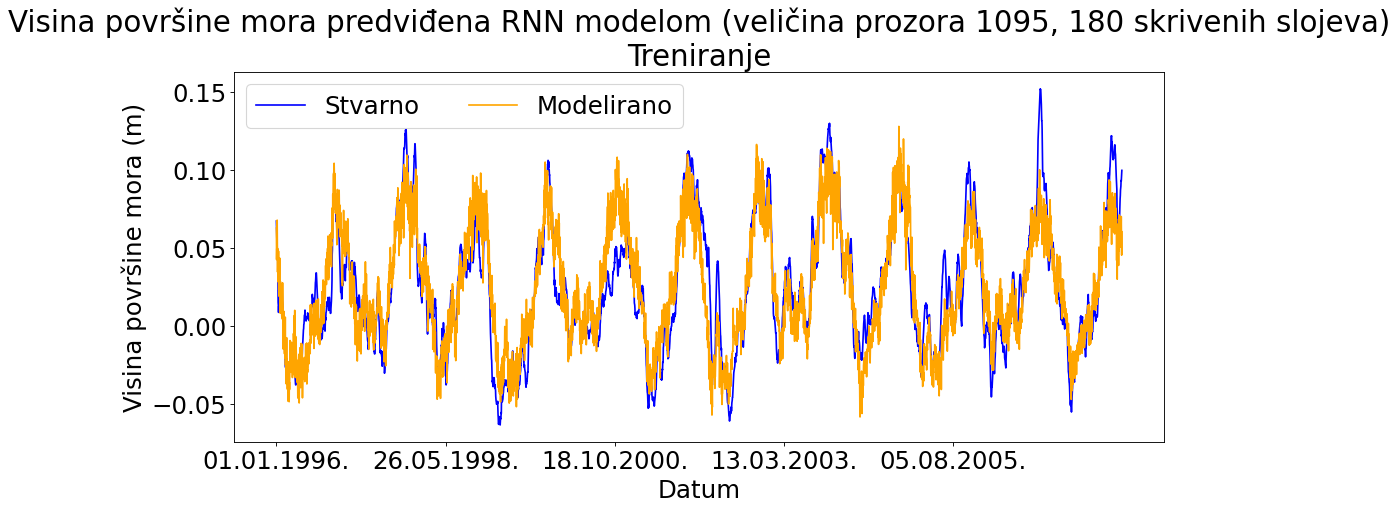 Visina površine mora predviđena RNN modelom (veličina prozora 1095, 180 skrivenih slojeva)
Treniranje
Stvarno Modelirano
Visina površine mora (m)
0.15
0.10
0.05
0.00
−0.05
01.01.1996. 26.05.1998. 18.10.2000. 13.03.2003. 05.08.2005.
Datum